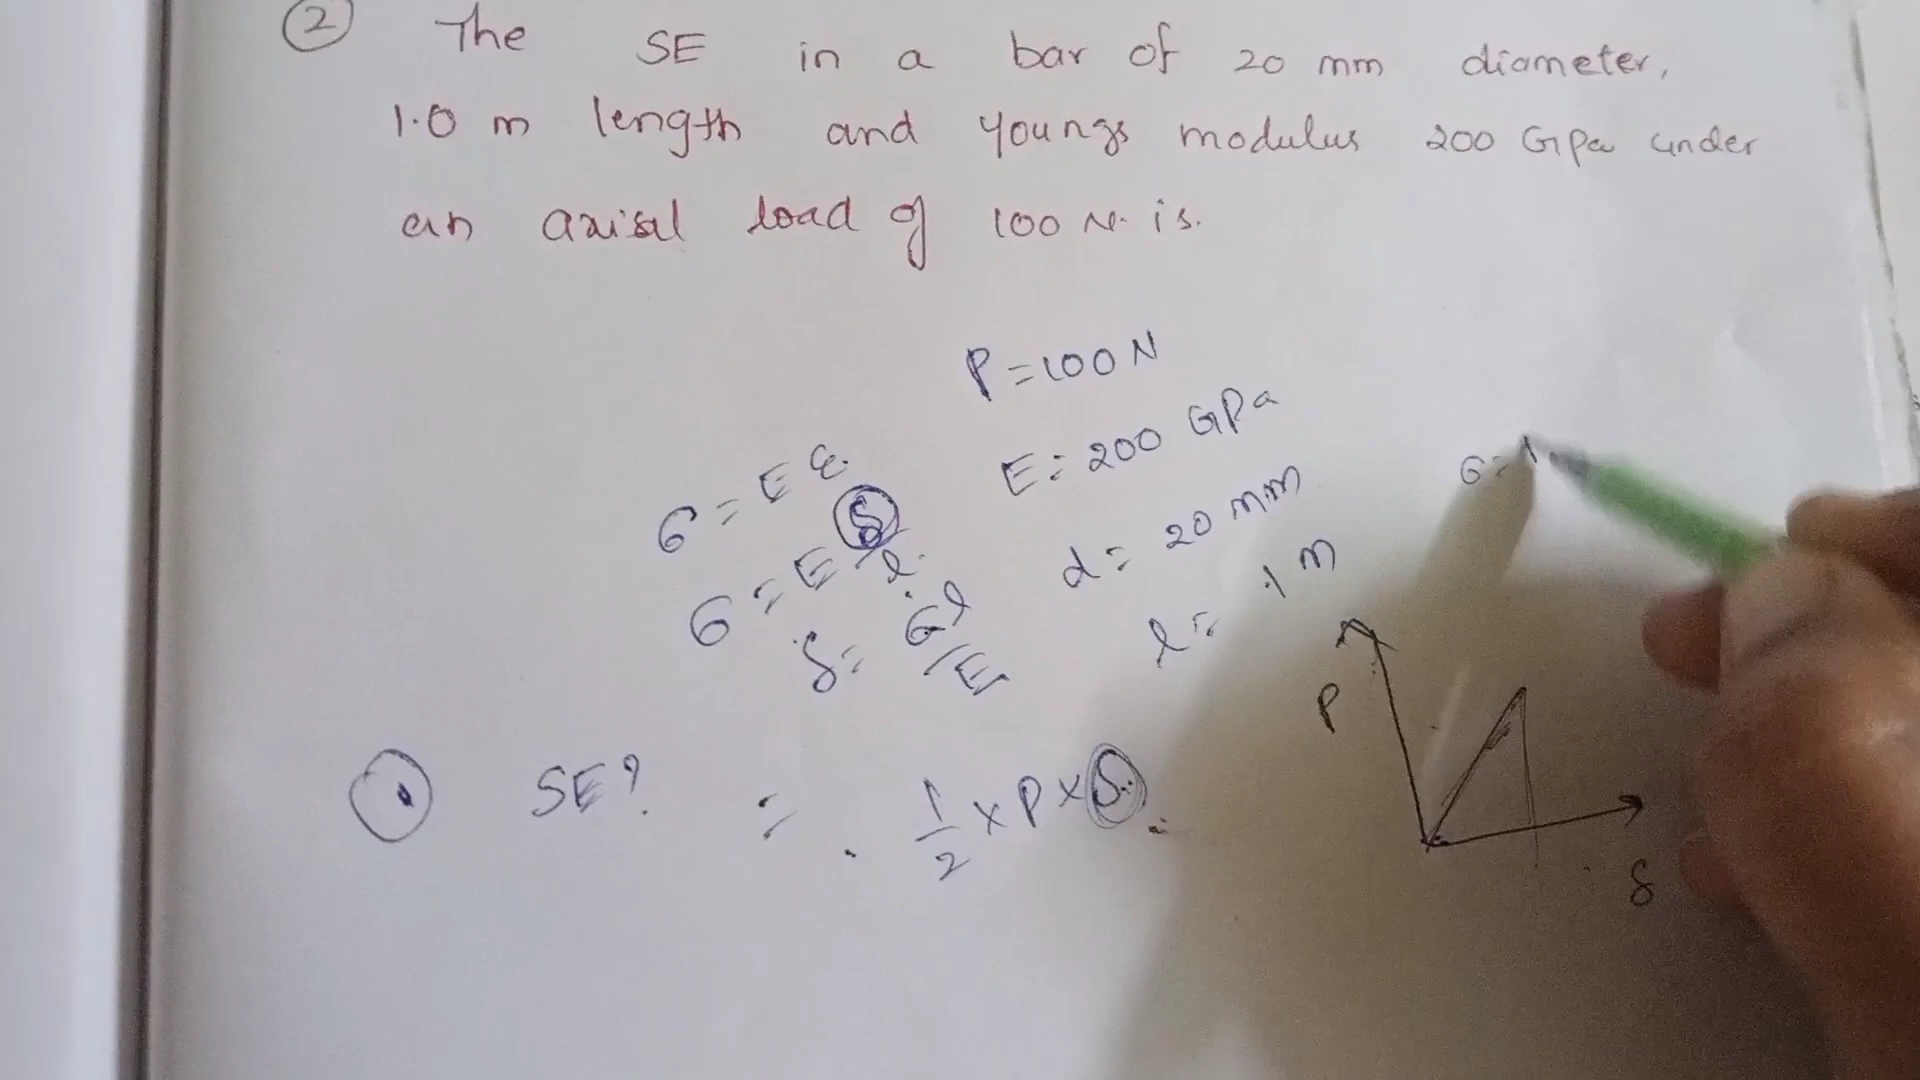 ② The SE in a bar of 20 mm diameter,
1.0 m length and youngs modulus 200 GPa under
an axial load of 100 N. is.
P = 100 N
E = 200 GPa
d = 20 mm
l = 1 m
σ = E ε
σ = E δ/l
δ = σl/E
σ =
P
δ
SE? = 1/2 × P × δ